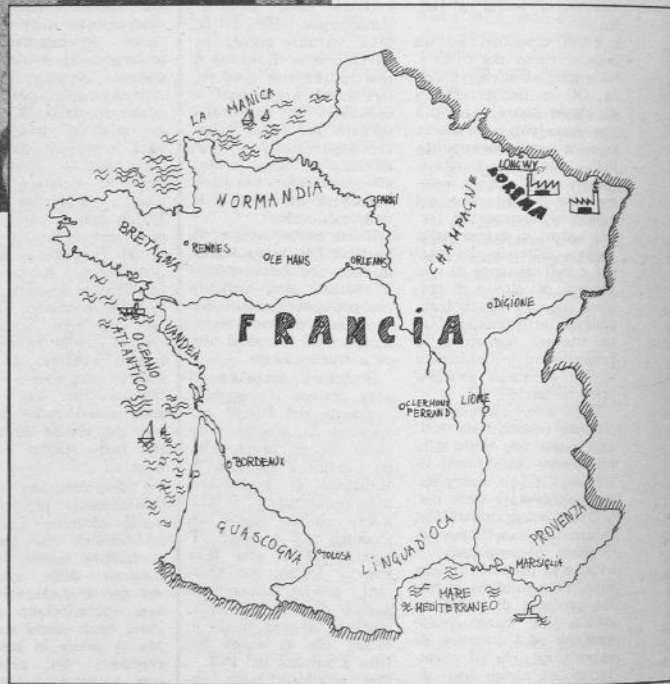 LA MANICA
NORMANDIA
PARIGI
LONGWY
LORENA
CHAMPAGNE
BRETAGNA
RENNES
LE MANS
ORLEANS
DIGIONE
FRANCIA
VANDEA
OCEANO
ATLANTICO
CLERMONT
FERRAND
LIONE
BORDEAUX
GUASCOGNA
TOLOSA
LINGUA D'OCA
PROVENZA
MARSIGLIA
MARE
MEDITERRANEO